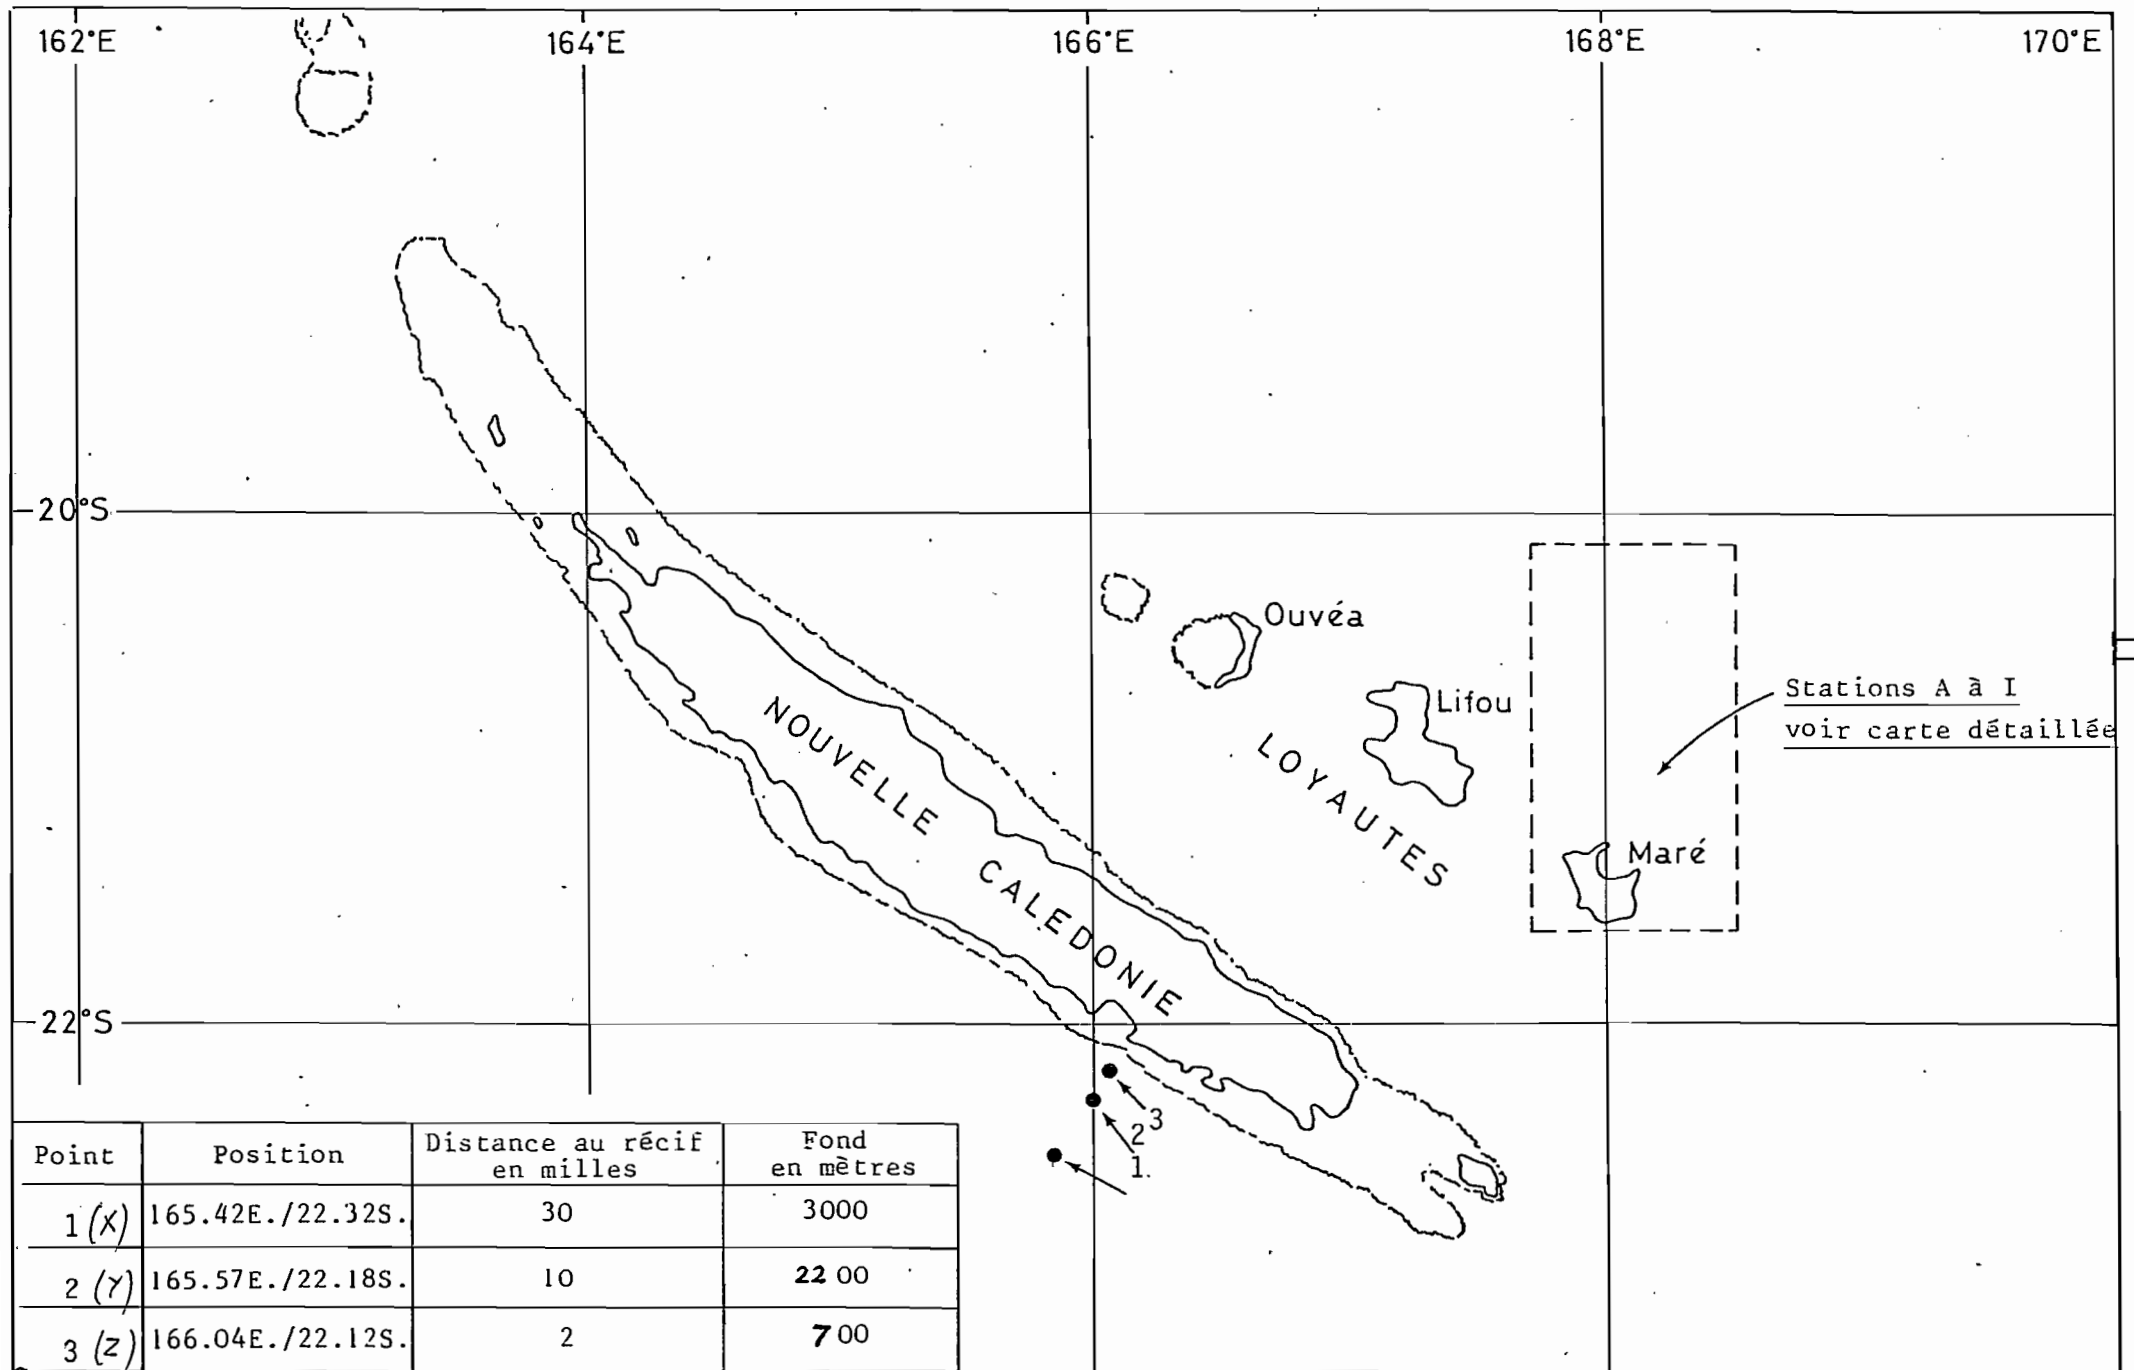 162°E 164°E 166°E 168°E 170°E
20°S
Ouvéa
Lifou
Stations A à I
voir carte détaillée
NOUVELLE CALEDONIE
LOYAUTES
Maré
22°S
3
2
1.
Point Position Distance au récif en milles Fond en mètres
1 (X) 165.42E./22.32S. 30 3000
2 (Y) 165.57E./22.18S. 10 2200
3 (Z) 166.04E./22.12S. 2 700